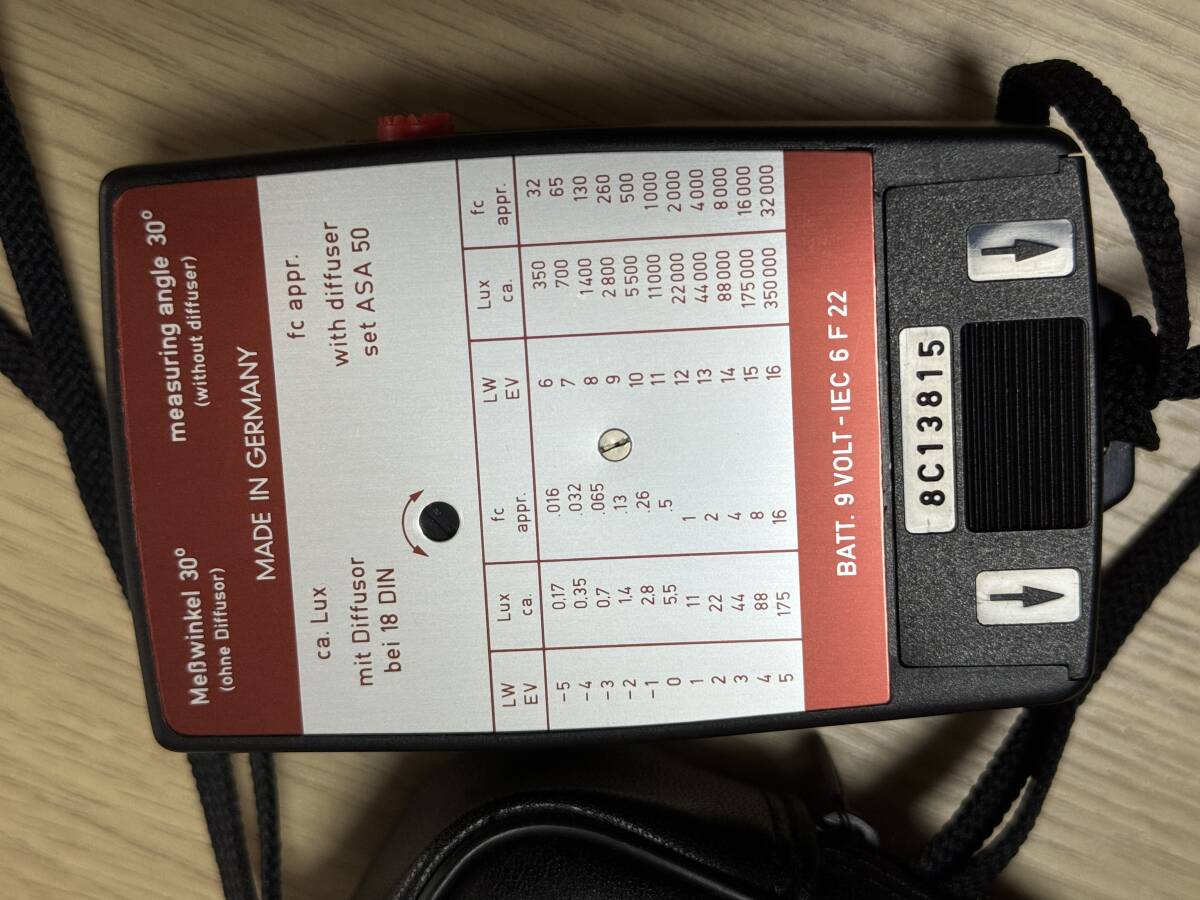 Meßwinkel 30° measuring angle 30°
(ohne Diffusor) (without diffuser)
MADE IN GERMANY
ca. Lux fc appr.
mit Diffusor with diffuser
bei 18 DIN set ASA 50
LW Lux fc LW Lux fc
EV ca. appr. EV ca. appr.
-5 0,17 .016 6 350 32
-4 0,35 .032 7 700 65
-3 0,7 .065 8 1400 130
-2 1,4 .13 9 2800 260
-1 2,8 .26 10 5500 500
0 5,5 .5 11 11000 1000
1 11 1 12 22000 2000
2 22 2 13 44000 4000
3 44 4 14 88000 8000
4 88 8 15 175000 16000
5 175 16 16 350000 32000
BATT. 9 VOLT-IEC 6 F 22
8C13815